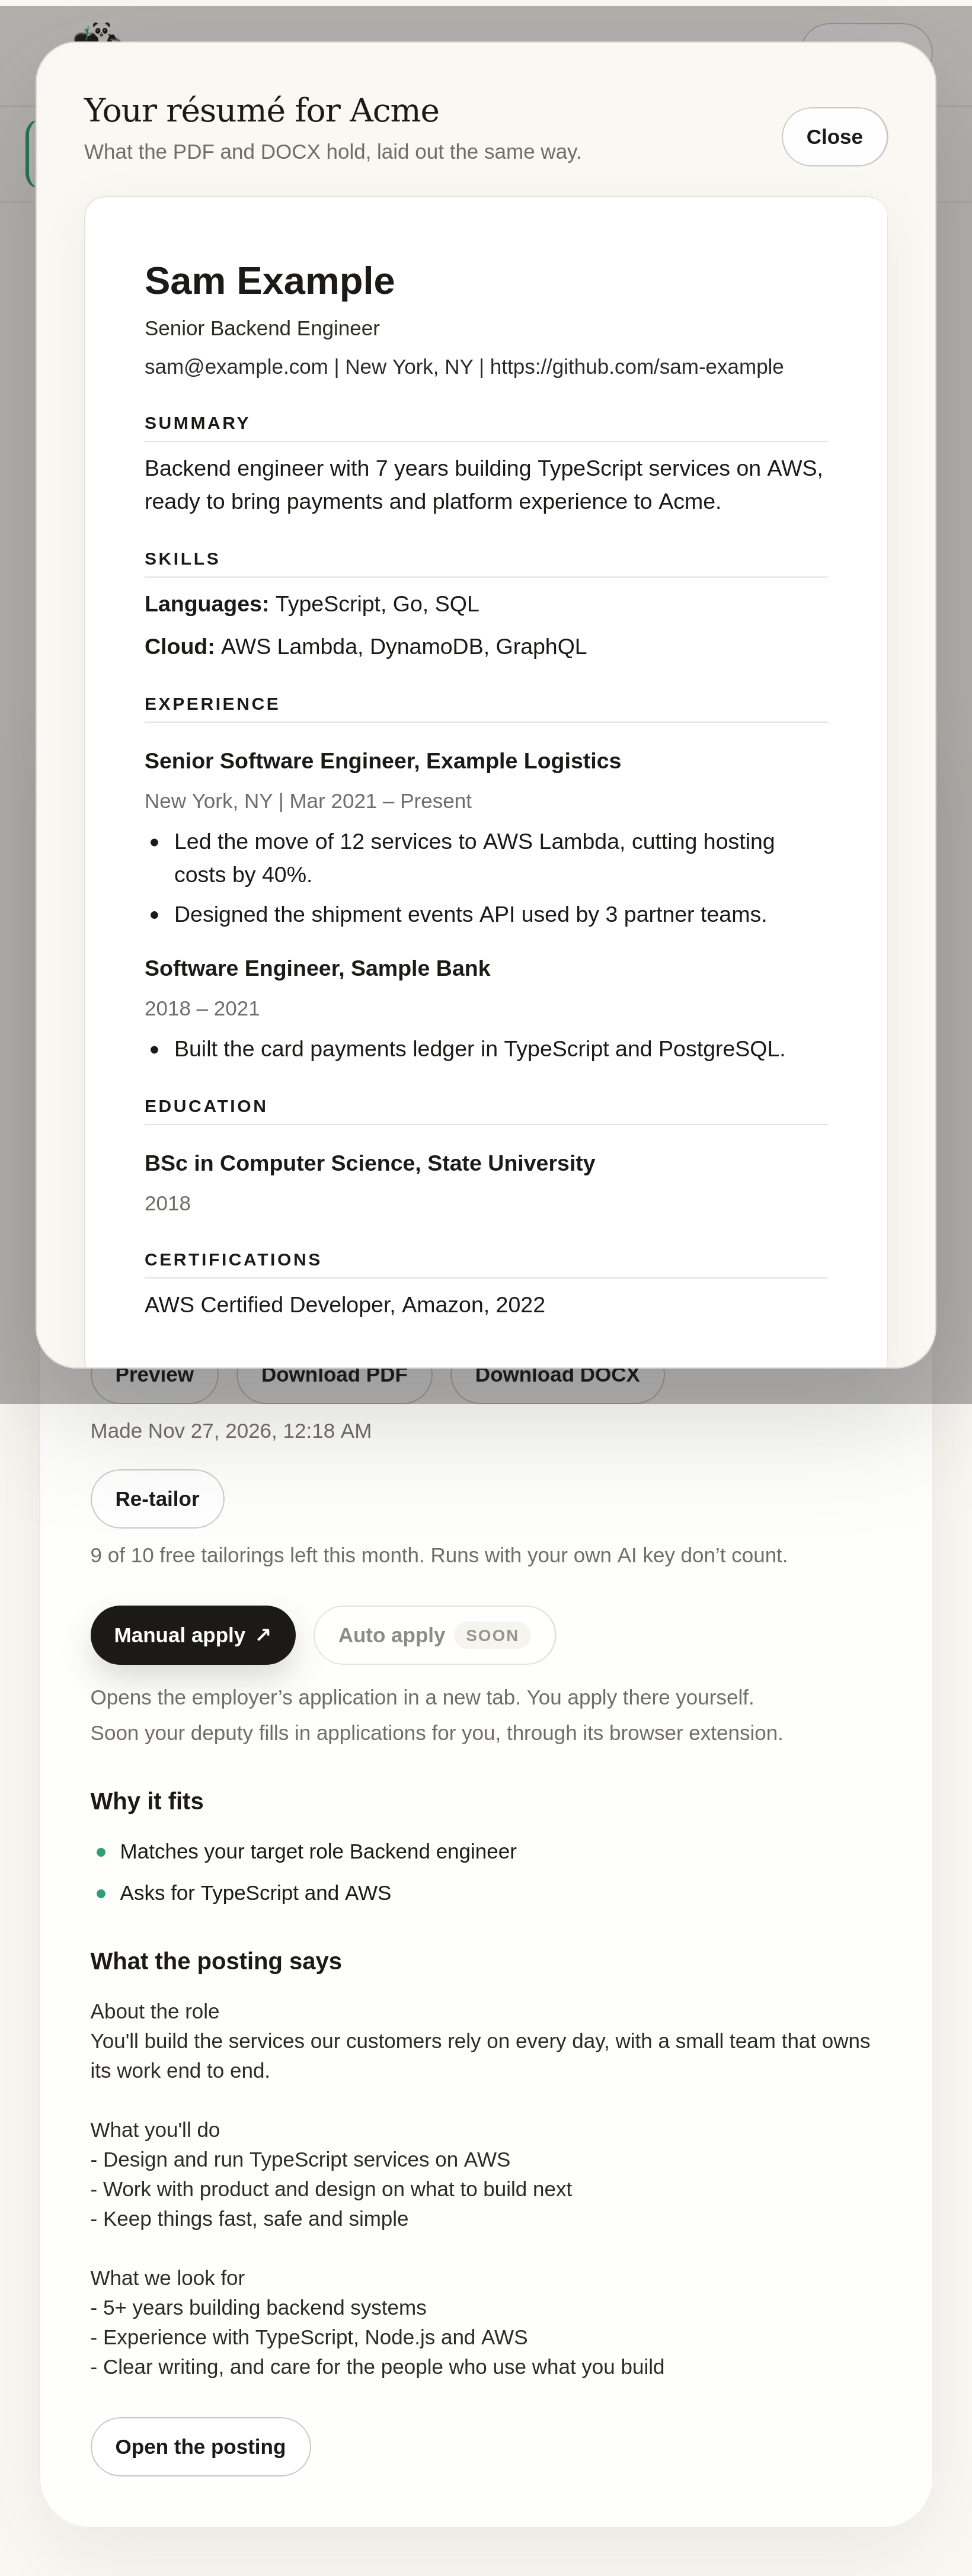 Your résumé for Acme
What the PDF and DOCX hold, laid out the same way.
Close
Sam Example
Senior Backend Engineer
sam@example.com | New York, NY | https://github.com/sam-example
SUMMARY
Backend engineer with 7 years building TypeScript services on AWS,
ready to bring payments and platform experience to Acme.
SKILLS
Languages: TypeScript, Go, SQL
Cloud: AWS Lambda, DynamoDB, GraphQL
EXPERIENCE
Senior Software Engineer, Example Logistics
New York, NY | Mar 2021 – Present
• Led the move of 12 services to AWS Lambda, cutting hosting
costs by 40%.
• Designed the shipment events API used by 3 partner teams.
Software Engineer, Sample Bank
2018 – 2021
• Built the card payments ledger in TypeScript and PostgreSQL.
EDUCATION
BSc in Computer Science, State University
2018
CERTIFICATIONS
AWS Certified Developer, Amazon, 2022
Preview Download PDF Download DOCX
Made Nov 27, 2026, 12:18 AM
Re-tailor
9 of 10 free tailorings left this month. Runs with your own AI key don’t count.
Manual apply ↗ Auto apply SOON
Opens the employer’s application in a new tab. You apply there yourself.
Soon your deputy fills in applications for you, through its browser extension.
Why it fits
• Matches your target role Backend engineer
• Asks for TypeScript and AWS
What the posting says
About the role
You'll build the services our customers rely on every day, with a small team that owns
its work end to end.
What you'll do
- Design and run TypeScript services on AWS
- Work with product and design on what to build next
- Keep things fast, safe and simple
What we look for
- 5+ years building backend systems
- Experience with TypeScript, Node.js and AWS
- Clear writing, and care for the people who use what you build
Open the posting